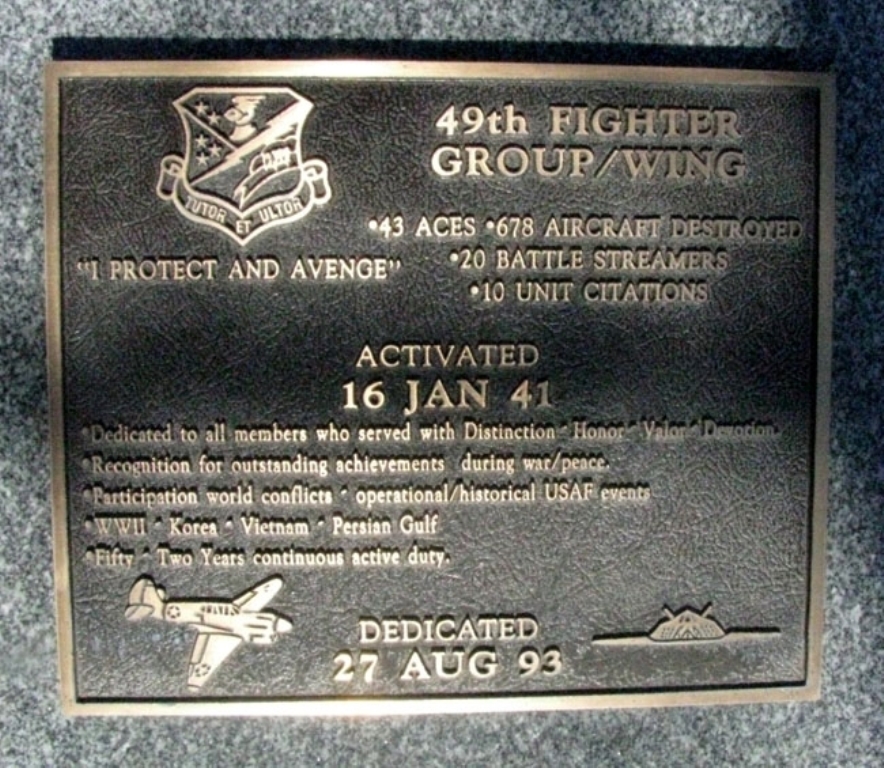 49th FIGHTER
GROUP/WING
TUTOR ET ULTOR
"I PROTECT AND AVENGE"
•43 ACES •678 AIRCRAFT DESTROYED
•20 BATTLE STREAMERS
•10 UNIT CITATIONS
ACTIVATED
16 JAN 41
•Dedicated to all members who served with Distinction - Honor - Valor - Devotion.
•Recognition for outstanding achievements during war/peace.
•Participation world conflicts - operational/historical USAF events
•WWII - Korea - Vietnam - Persian Gulf
•Fifty - Two Years continuous active duty.
DEDICATED
27 AUG 93